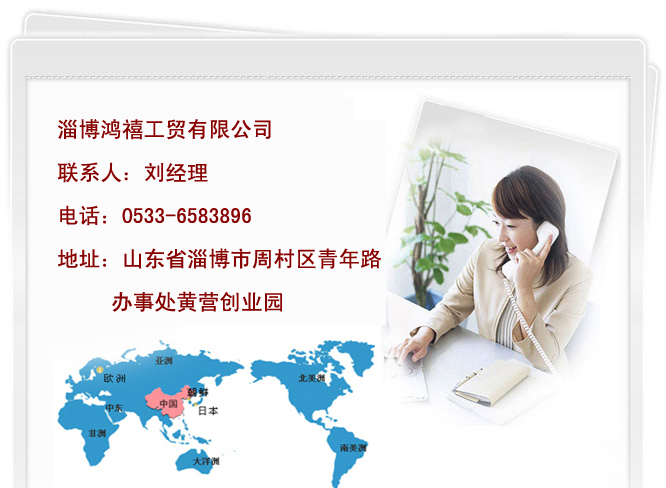 淄博鸿禧工贸有限公司
联系人：刘经理
电话：0533-6583896
地址：山东省淄博市周村区青年路
办事处黄营创业园
亚洲
欧洲
北美洲
朝鲜
中国
中东
日本
非洲
南美洲
大洋洲